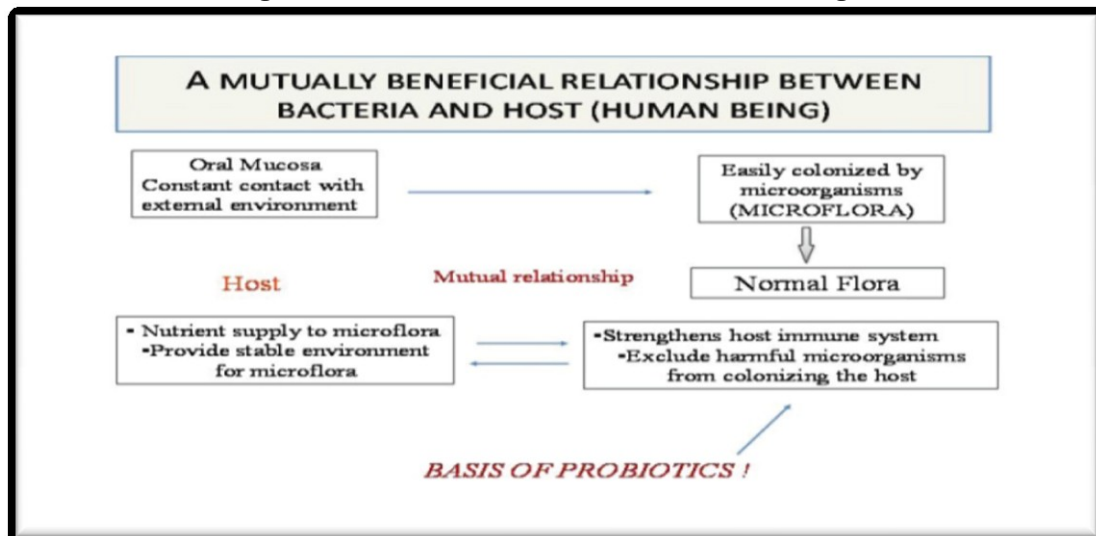 A MUTUALLY BENEFICIAL RELATIONSHIP BETWEEN
BACTERIA AND HOST (HUMAN BEING)
Oral Mucosa
Constant contact with
external environment
Easily colonized by
microorganisms
(MICROFLORA)
Host
Mutual relationship
Normal Flora
▪ Nutrient supply to microflora
▪Provide stable environment
for microflora
▪Strengthens host immune system
▪Exclude harmful microorganisms
from colonizing the host
BASIS OF PROBIOTICS !